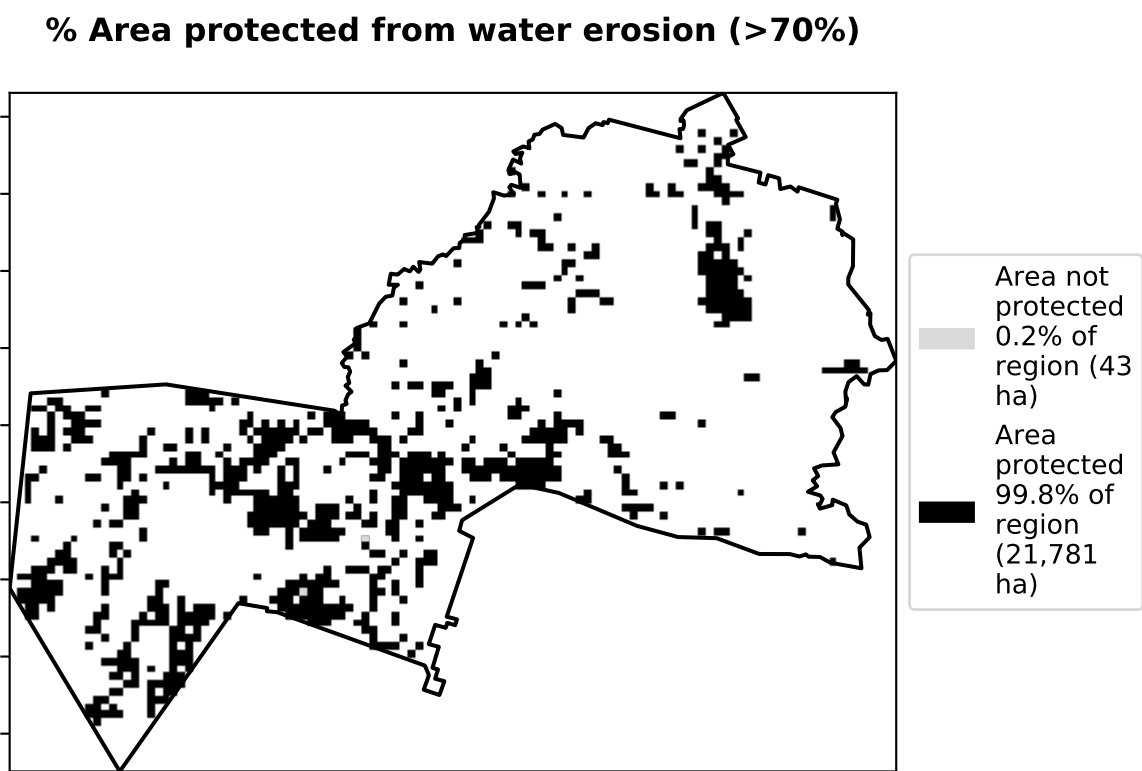 % Area protected from water erosion (>70%)
Area not
protected
0.2% of
region (43
ha)
Area
protected
99.8% of
region
(21,781
ha)